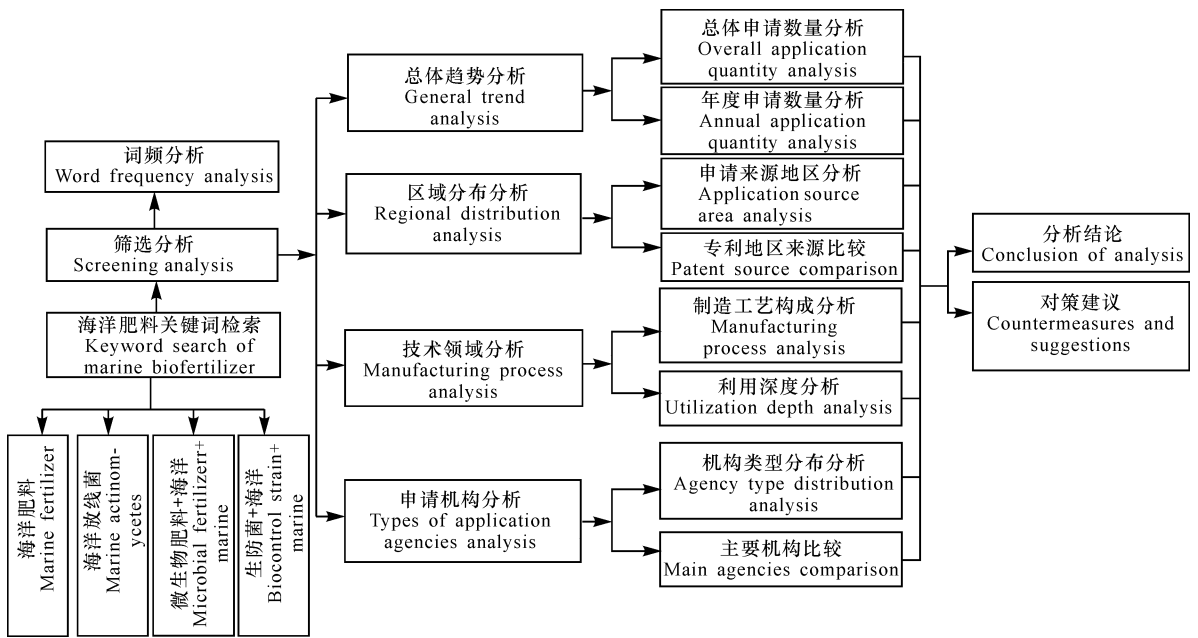 词频分析
Word frequency analysis
筛选分析
Screening analysis
海洋肥料关键词检索
Keyword search of
marine biofertilizer
海洋肥料
Marine fertilizer
海洋放线菌
Marine actinom-
ycetes
微生物肥料+海洋
Microbial fertilizerr+
marine
生防菌+海洋
Biocontrol strain+
marine
总体趋势分析
General trend
analysis
区域分布分析
Regional distribution
analysis
技术领域分析
Manufacturing process
analysis
申请机构分析
Types of application
agencies analysis
总体申请数量分析
Overall application
quantity analysis
年度申请数量分析
Annual application
quantity analysis
申请来源地区分析
Application source
area analysis
专利地区来源比较
Patent source comparison
制造工艺构成分析
Manufacturing
process analysis
利用深度分析
Utilization depth analysis
机构类型分布分析
Agency type distribution
analysis
主要机构比较
Main agencies comparison
分析结论
Conclusion of analysis
对策建议
Countermeasures and
suggestions